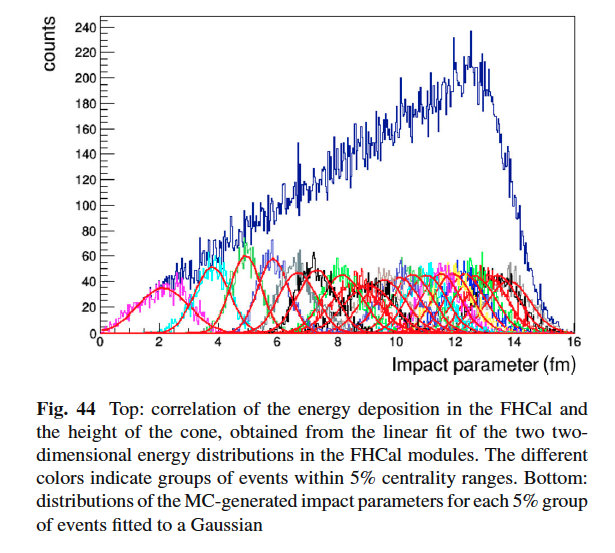 counts
240
220
200
180
160
140
120
100
80
60
40
20
0
0 2 4 6 8 10 12 14 16
Impact parameter (fm)
Fig. 44 Top: correlation of the energy deposition in the FHCal and
the height of the cone, obtained from the linear fit of the two two-
dimensional energy distributions in the FHCal modules. The different
colors indicate groups of events within 5% centrality ranges. Bottom:
distributions of the MC-generated impact parameters for each 5% group
of events fitted to a Gaussian